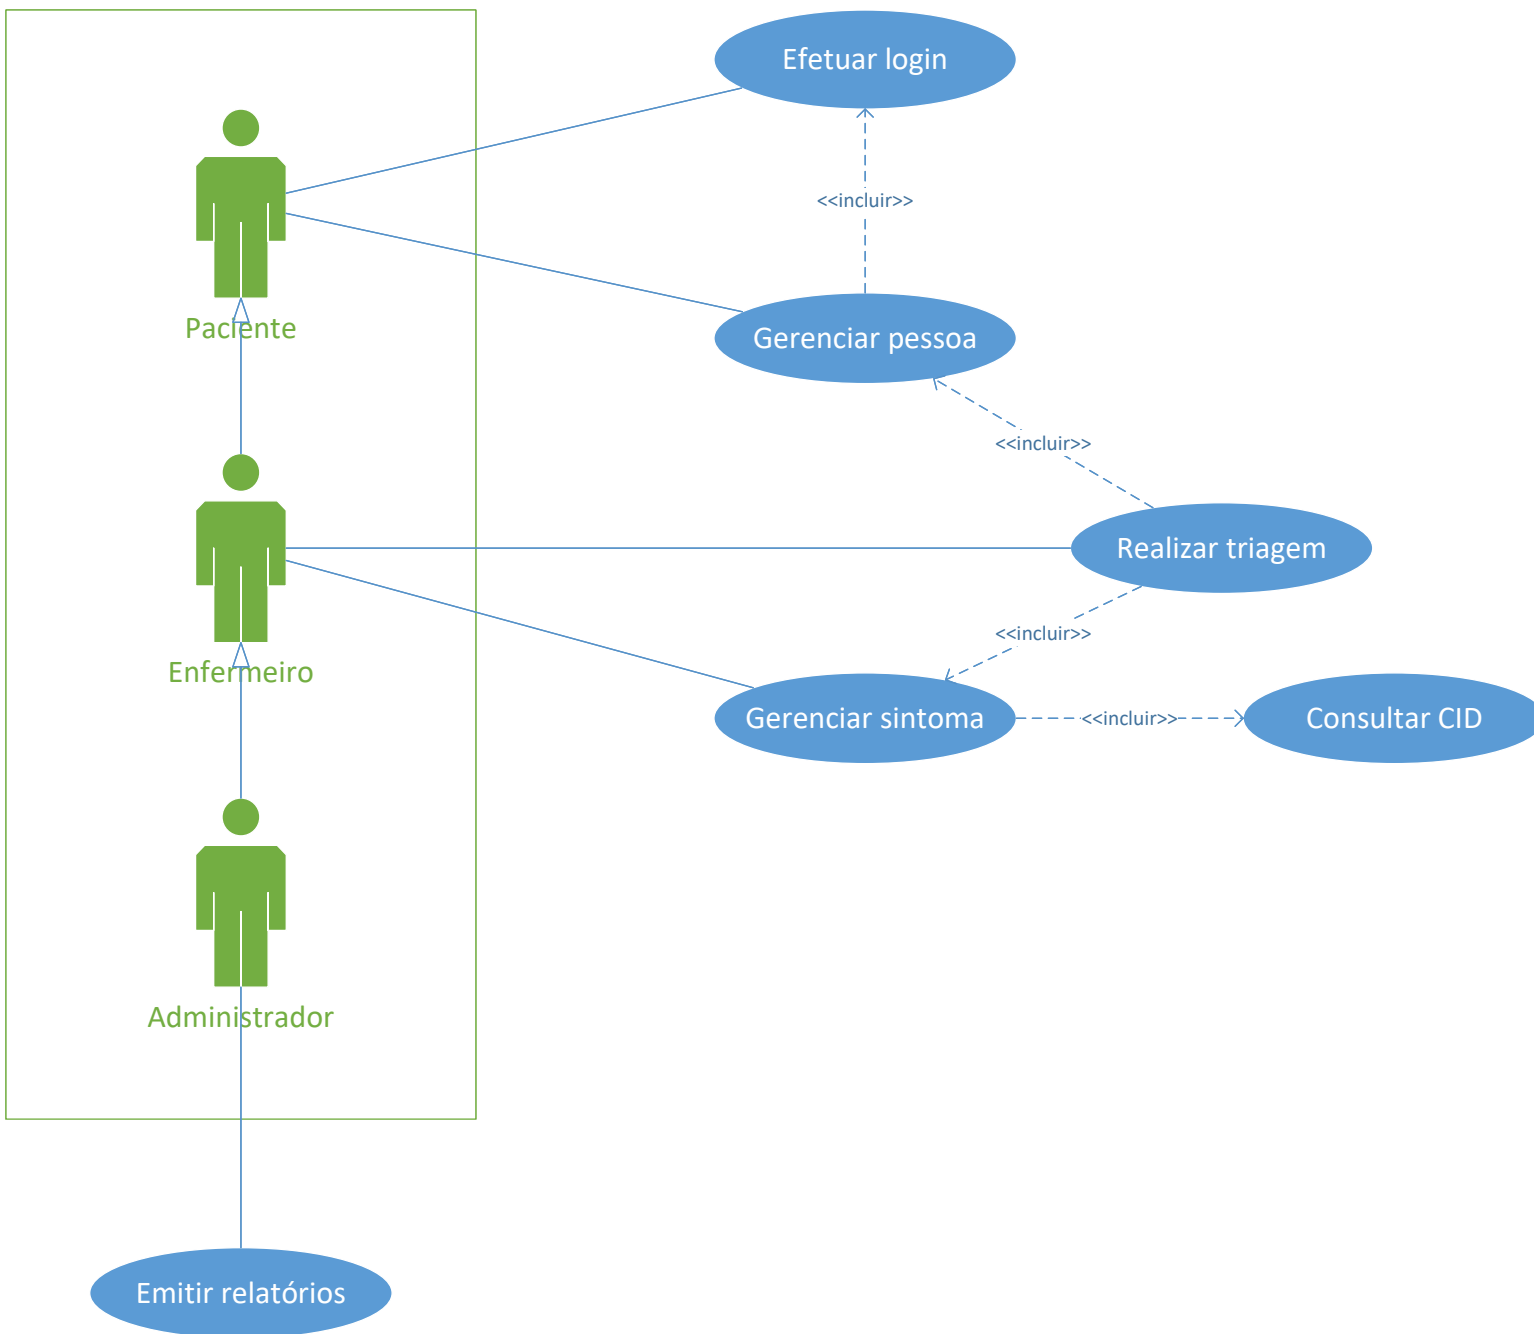 Efetuar login
<<incluir>>
Paciente
Gerenciar pessoa
<<incluir>>
Realizar triagem
<<incluir>>
Enfermeiro
Gerenciar sintoma
<<incluir>>
Consultar CID
Administrador
Emitir relatórios